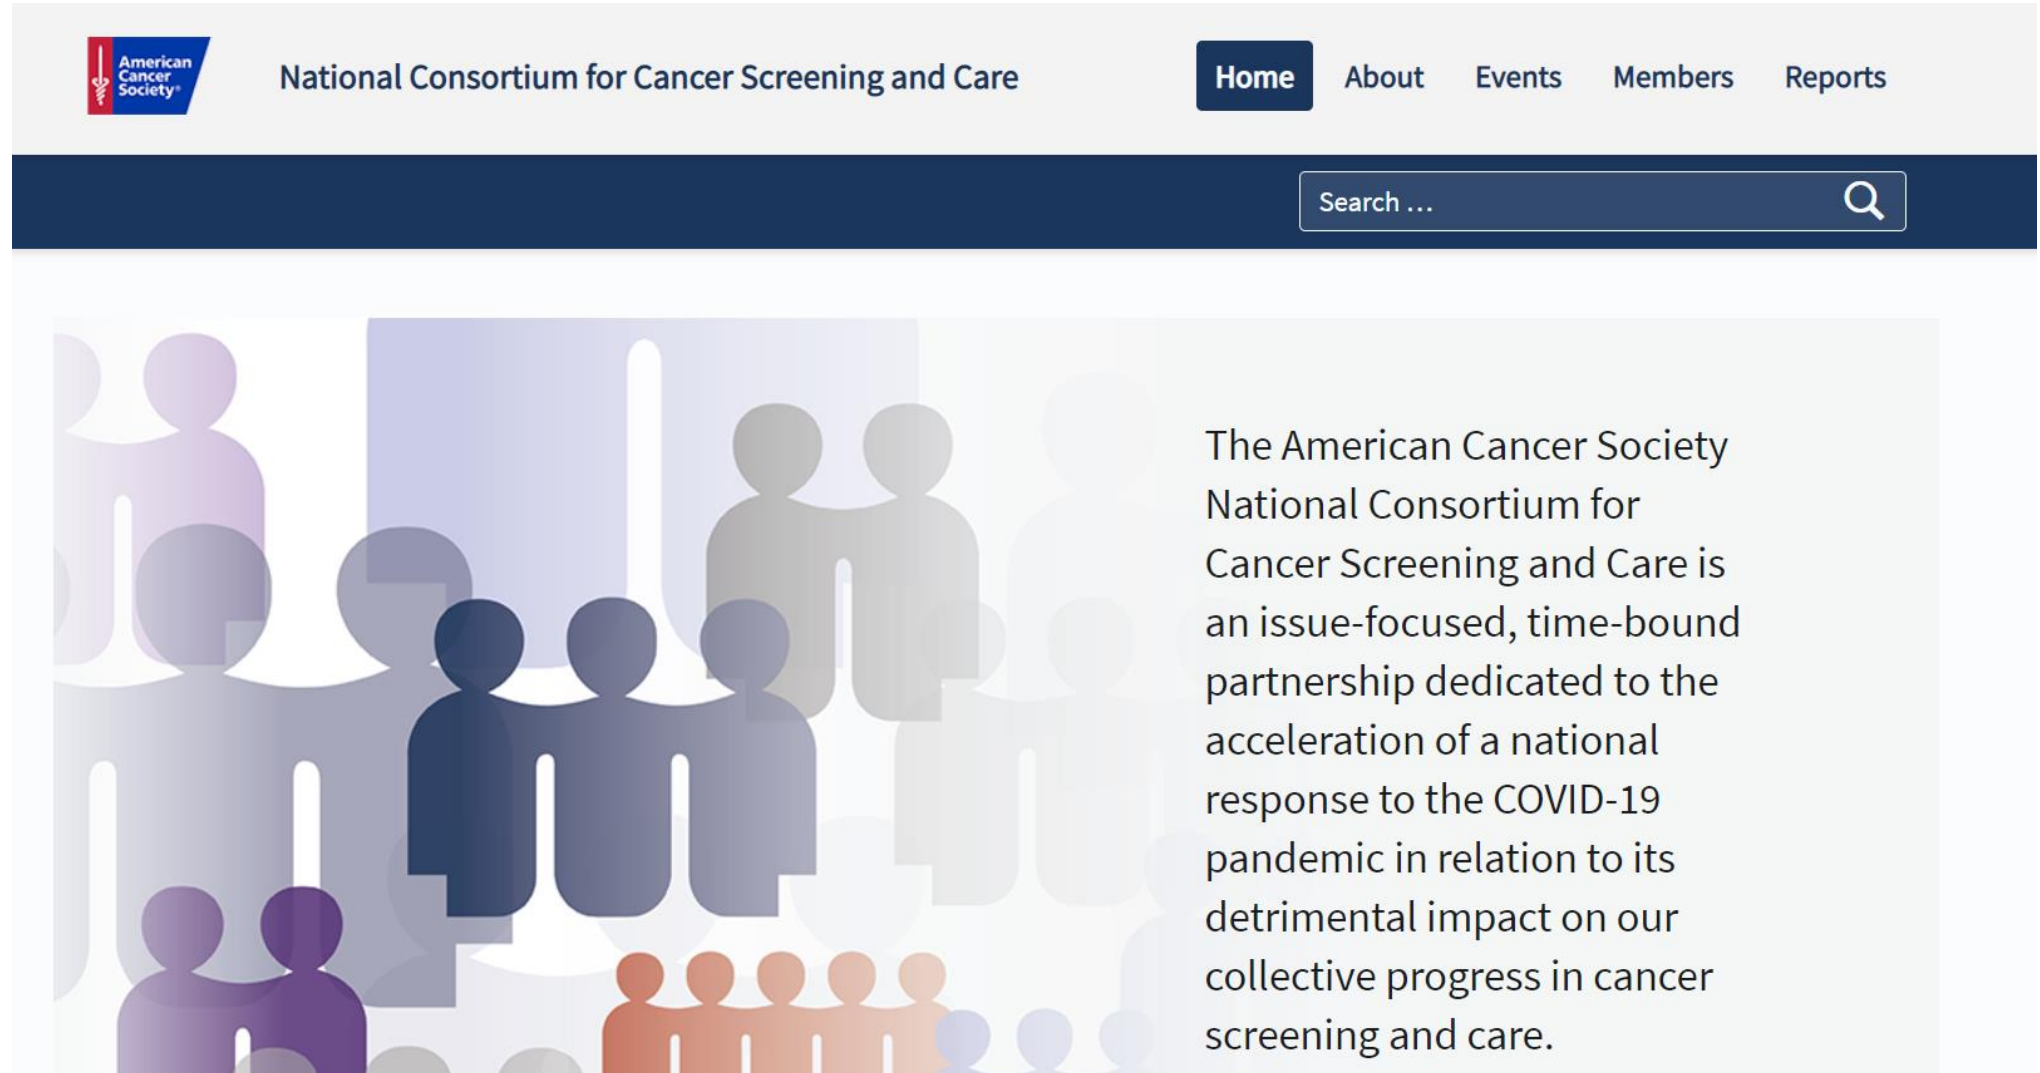 American
Cancer
Society®
National Consortium for Cancer Screening and Care
Home About Events Members Reports
Search ...
The American Cancer Society
National Consortium for
Cancer Screening and Care is
an issue-focused, time-bound
partnership dedicated to the
acceleration of a national
response to the COVID-19
pandemic in relation to its
detrimental impact on our
collective progress in cancer
screening and care.